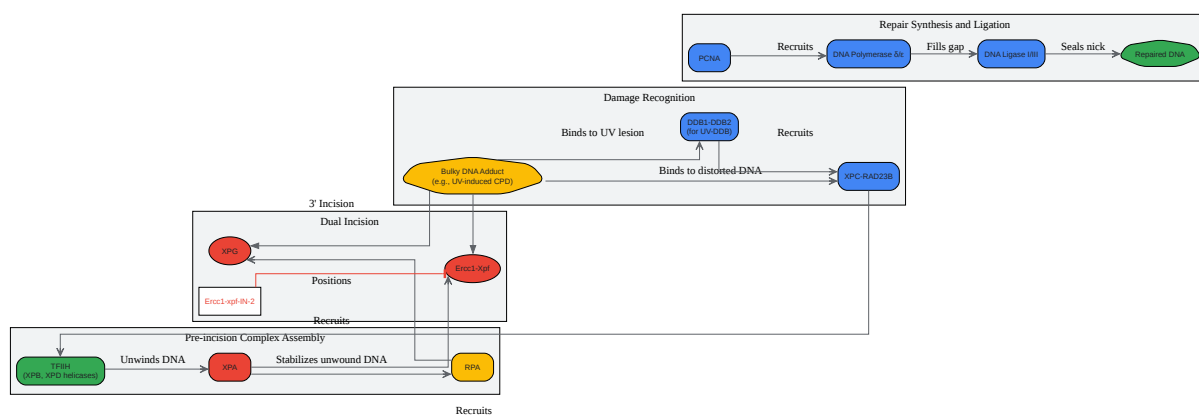 Repair Synthesis and Ligation
PCNA
Recruits
DNA Polymerase δ/ε
Fills gap
DNA Ligase I/III
Seals nick
Repaired DNA
Damage Recognition
DDB1-DDB2
(for UV-DDB)
Binds to UV lesion
Recruits
Bulky DNA Adduct
(e.g., UV-induced CPD)
Binds to distorted DNA
XPC-RAD23B
3' Incision
Dual Incision
XPG
Ercc1-Xpf
Positions
Ercc1-xpf-IN-2
Recruits
Pre-incision Complex Assembly
TFIIH
(XPB, XPD helicases)
Unwinds DNA
XPA
Stabilizes unwound DNA
RPA
Recruits